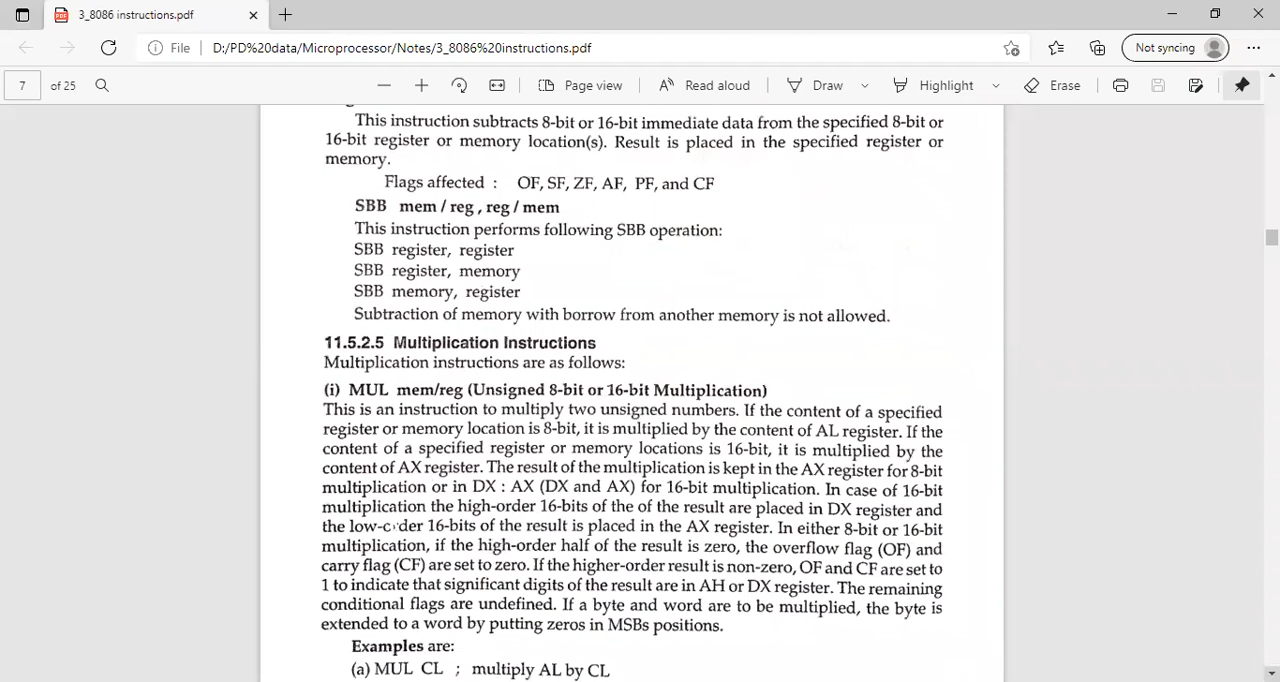 3_8086 instructions.pdf
File D:/PD%20data/Microprocessor/Notes/3_8086%20instructions.pdf Not syncing
7 of 25 Page view Read aloud Draw Highlight Erase
This instruction subtracts 8-bit or 16-bit immediate data from the specified 8-bit or
16-bit register or memory location(s). Result is placed in the specified register or
memory.
Flags affected : OF, SF, ZF, AF, PF, and CF
SBB mem / reg , reg / mem
This instruction performs following SBB operation:
SBB register, register
SBB register, memory
SBB memory, register
Subtraction of memory with borrow from another memory is not allowed.
11.5.2.5 Multiplication Instructions
Multiplication instructions are as follows:
(i) MUL mem/reg (Unsigned 8-bit or 16-bit Multiplication)
This is an instruction to multiply two unsigned numbers. If the content of a specified
register or memory location is 8-bit, it is multiplied by the content of AL register. If the
content of a specified register or memory locations is 16-bit, it is multiplied by the
content of AX register. The result of the multiplication is kept in the AX register for 8-bit
multiplication or in DX : AX (DX and AX) for 16-bit multiplication. In case of 16-bit
multiplication the high-order 16-bits of the of the result are placed in DX register and
the low-order 16-bits of the result is placed in the AX register. In either 8-bit or 16-bit
multiplication, if the high-order half of the result is zero, the overflow flag (OF) and
carry flag (CF) are set to zero. If the higher-order result is non-zero, OF and CF are set to
1 to indicate that significant digits of the result are in AH or DX register. The remaining
conditional flags are undefined. If a byte and word are to be multiplied, the byte is
extended to a word by putting zeros in MSBs positions.
Examples are:
(a) MUL CL ; multiply AL by CL